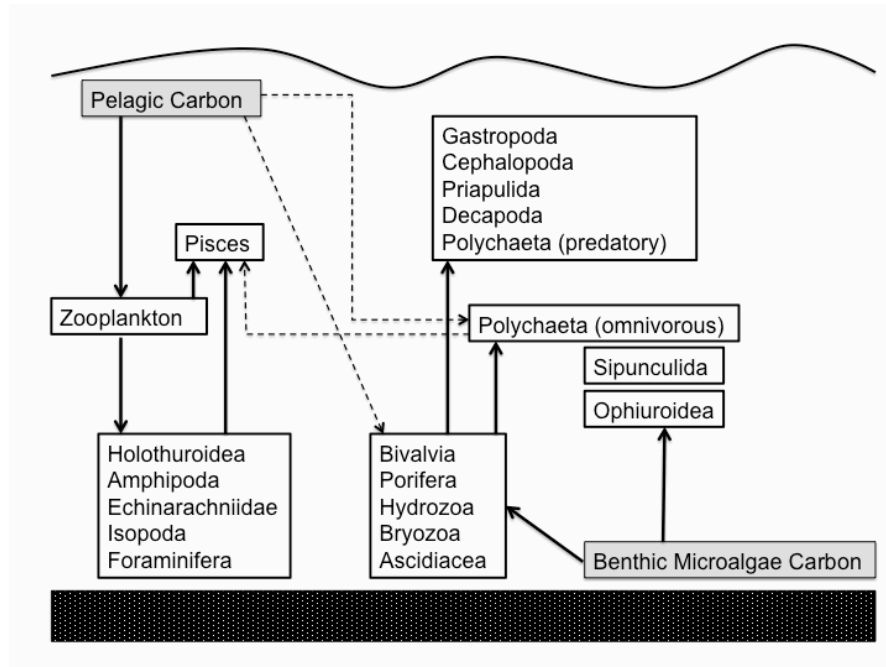 Pelagic Carbon
Gastropoda
Cephalopoda
Priapulida
Decapoda
Polychaeta (predatory)
Pisces
Zooplankton
Polychaeta (omnivorous)
Sipunculida
Ophiuroidea
Holothuroidea
Amphipoda
Echinarachniidae
Isopoda
Foraminifera
Bivalvia
Porifera
Hydrozoa
Bryozoa
Ascidiacea
Benthic Microalgae Carbon